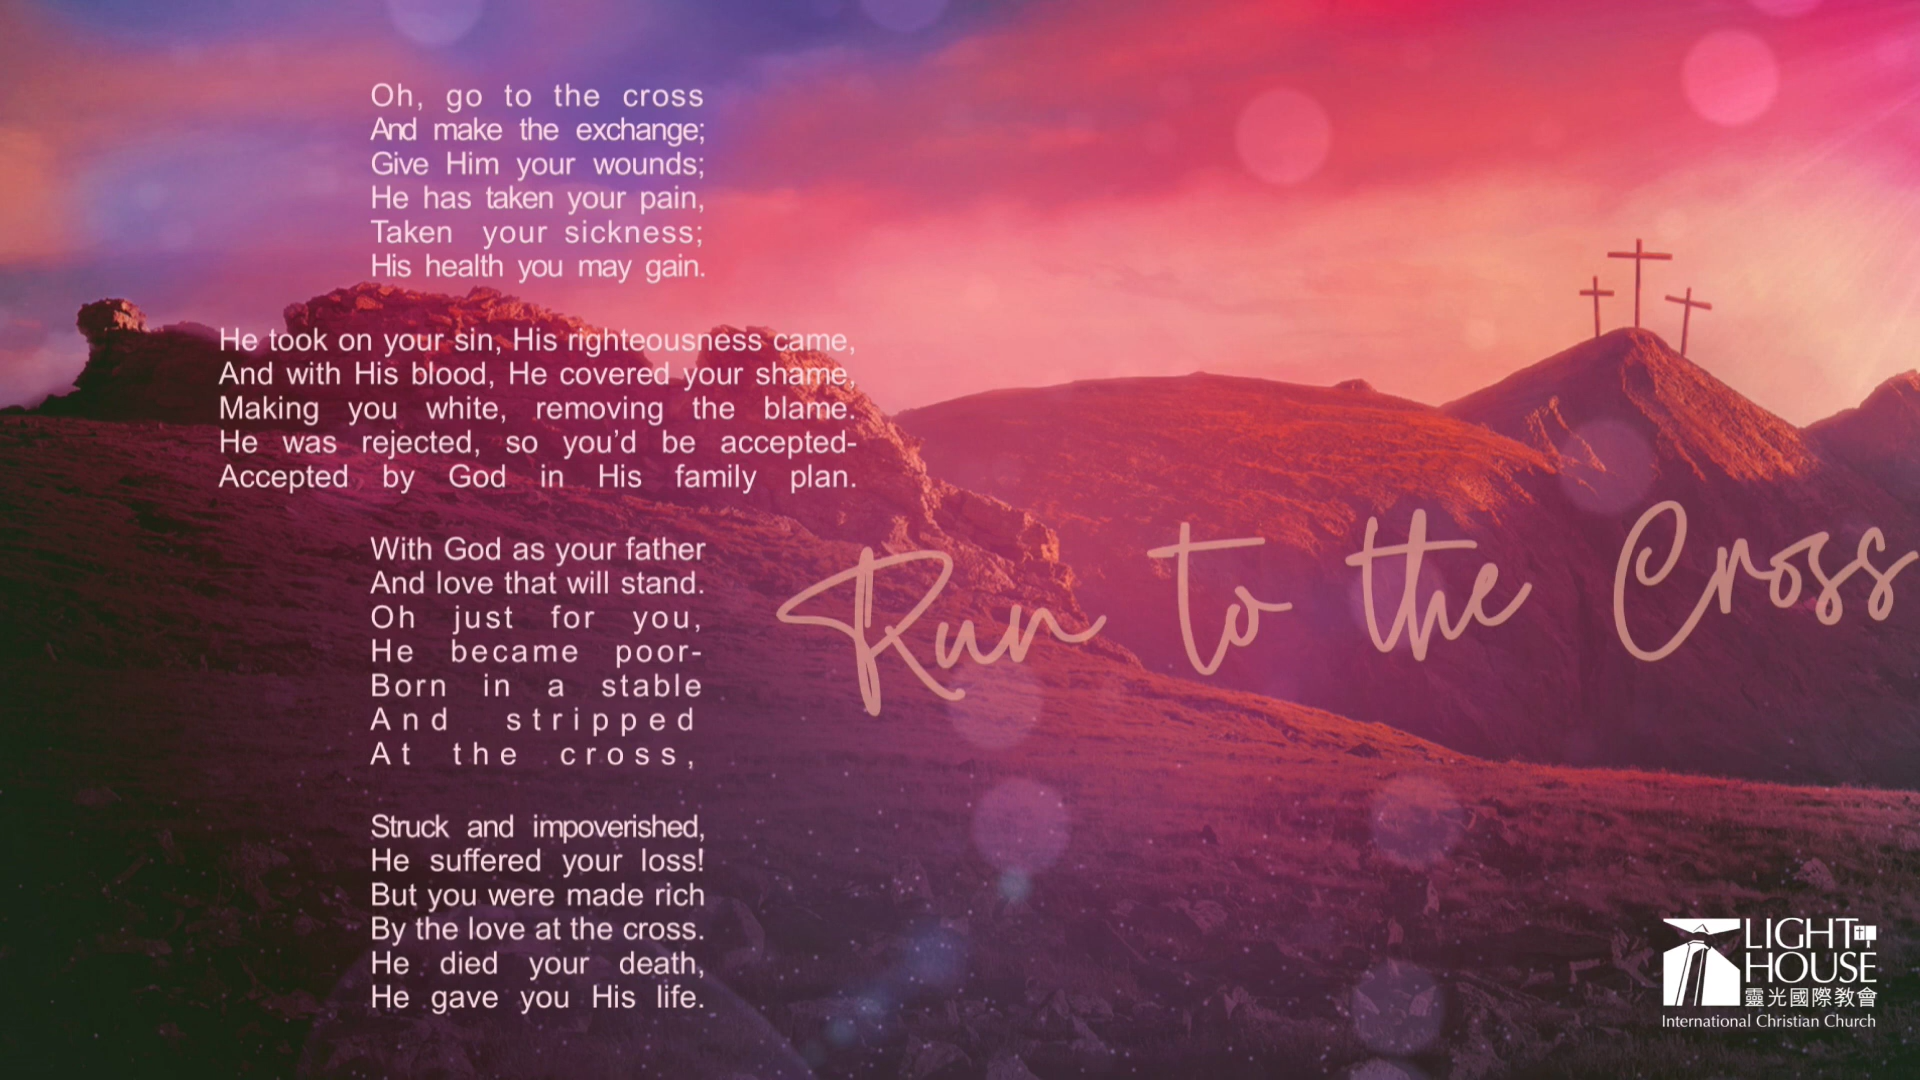 Oh, go to the cross
And make the exchange;
Give Him your wounds;
He has taken your pain,
Taken your sickness;
His health you may gain.
He took on your sin, His righteousness came,
And with His blood, He covered your shame,
Making you white, removing the blame.
He was rejected, so you’d be accepted-
Accepted by God in His family plan.
With God as your father
And love that will stand.
Oh just for you,
He became poor-
Born in a stable
And stripped
At the cross,
Struck and impoverished,
He suffered your loss!
But you were made rich
By the love at the cross.
He died your death,
He gave you His life.
Run to the Cross
LIGHT
HOUSE
靈光國際教會
International Christian Church